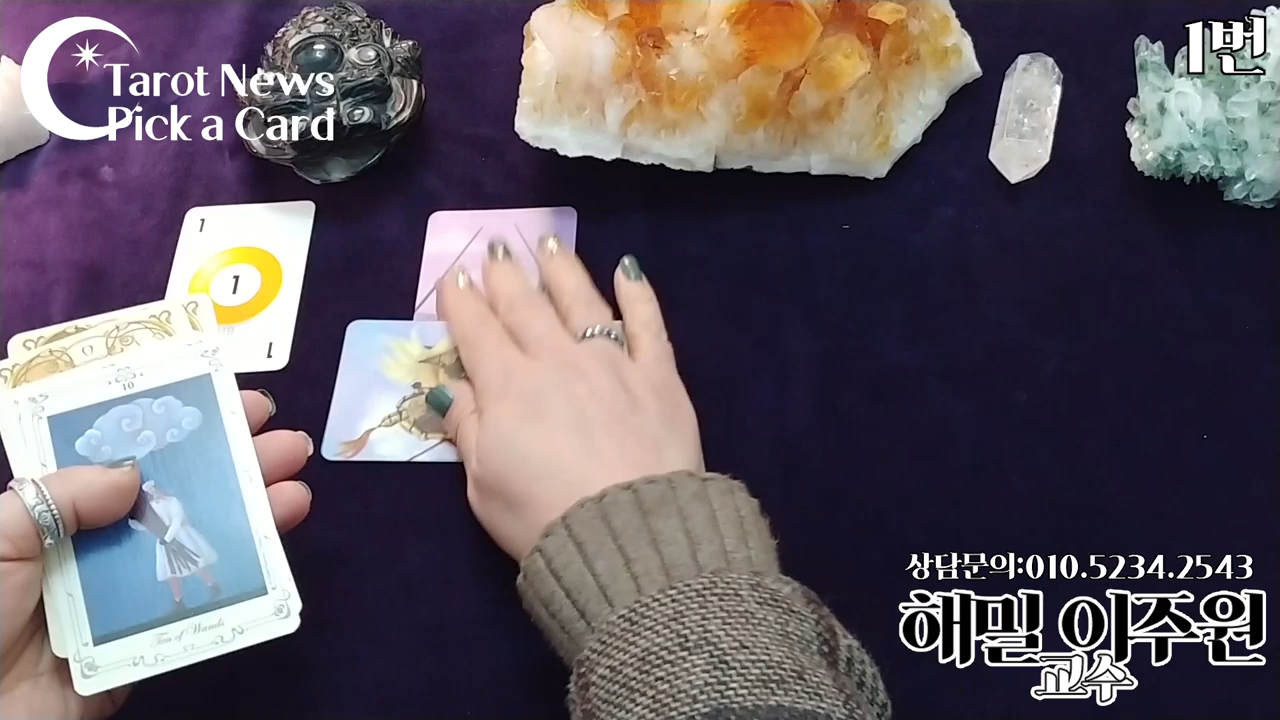 Tarot News
Pick a Card
1번
1
1
1
10
Ten of Wands
상담문의:010.5234.2543
해밀 이주원
교수